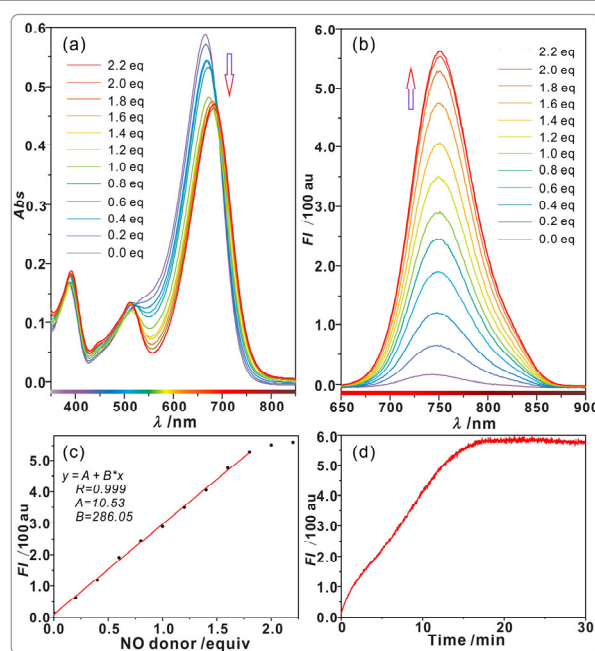 (a)
0.6
0.5
0.4
0.3
0.2
0.1
0.0
Abs
2.2 eq
2.0 eq
1.8 eq
1.6 eq
1.4 eq
1.2 eq
1.0 eq
0.8 eq
0.6 eq
0.4 eq
0.2 eq
0.0 eq
400 500 600 700 800
λ /nm
(b)
6.0
5.0
4.0
3.0
2.0
1.0
0.0
FI /100 au
2.2 eq
2.0 eq
1.8 eq
1.6 eq
1.4 eq
1.2 eq
1.0 eq
0.8 eq
0.6 eq
0.4 eq
0.2 eq
0.0 eq
650 700 750 800 850 900
λ /nm
(c)
5.0
4.0
3.0
2.0
1.0
0.0
FI /100 au
y = A + B*x
R=0.999
A=10.53
B=286.05
0.0 0.5 1.0 1.5 2.0
NO donor /equiv
(d)
6.0
5.0
4.0
3.0
2.0
1.0
0.0
FI /100 au
0 10 20 30
Time /min